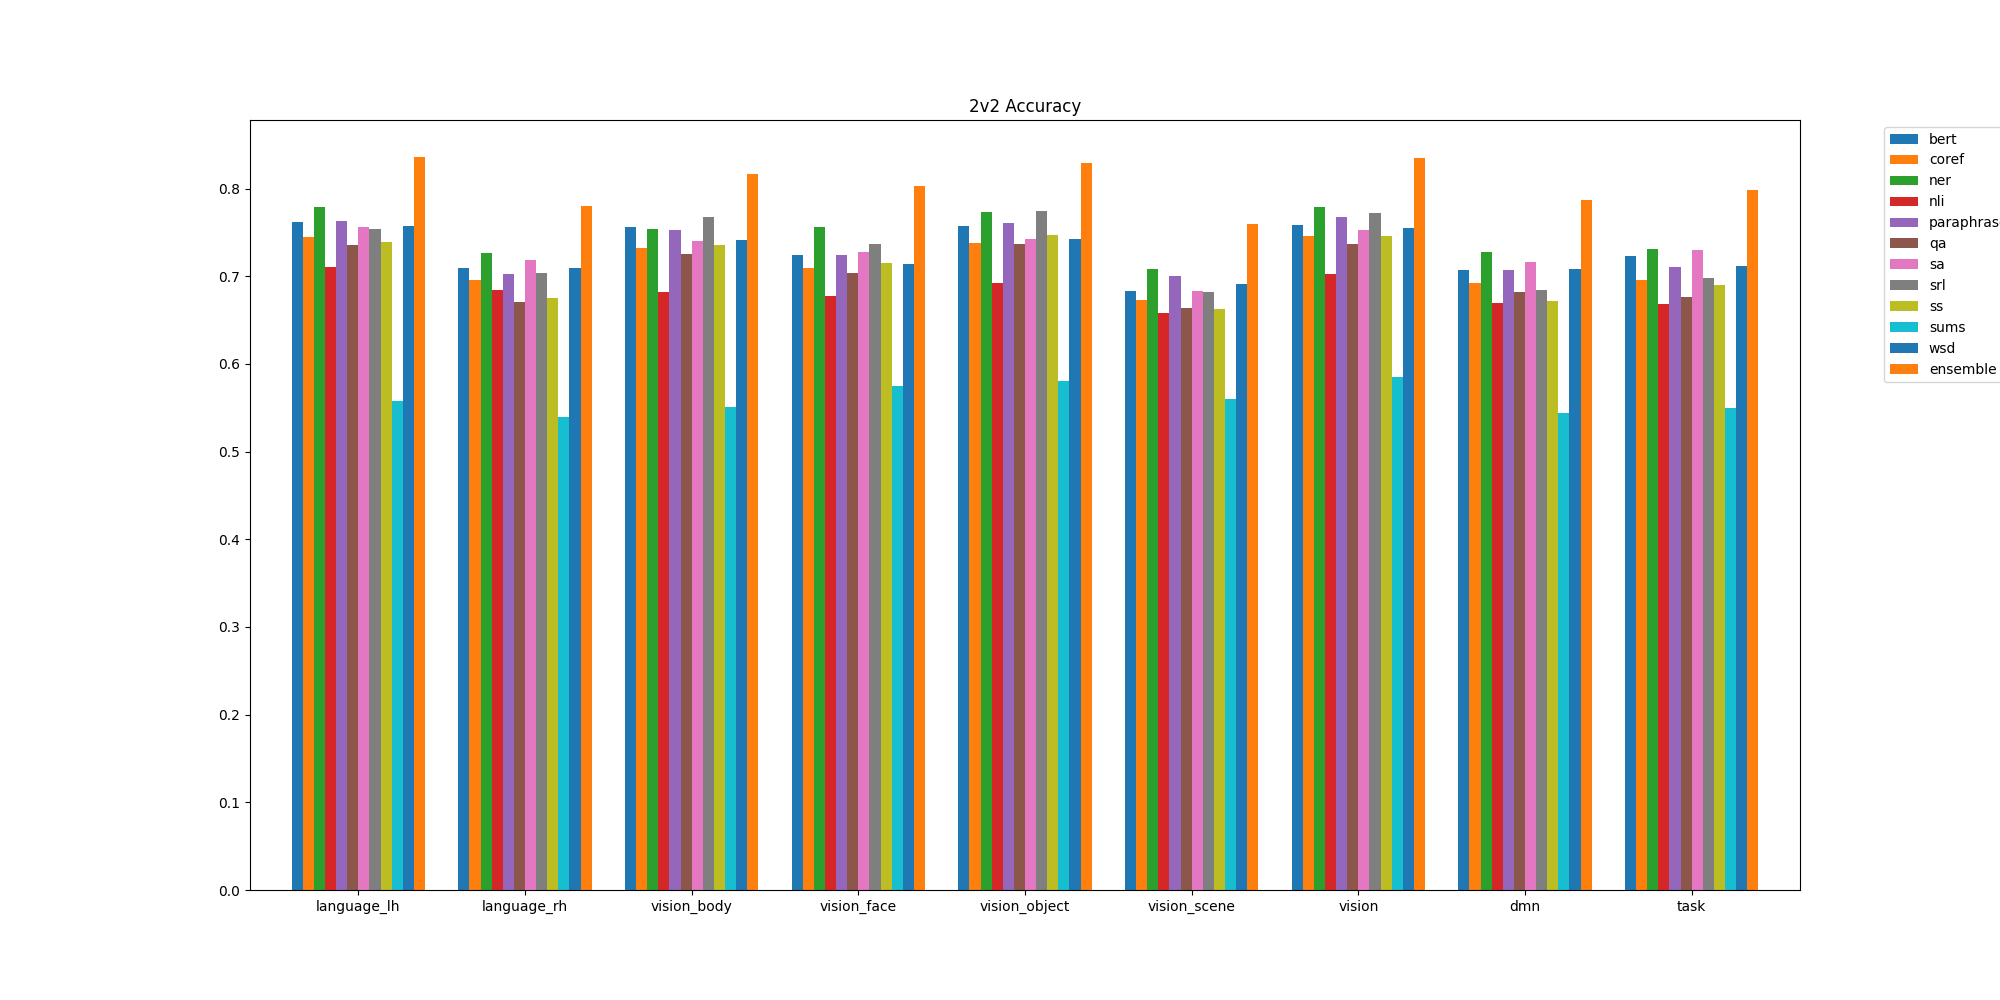 2v2 Accuracy
0.8
0.7
0.6
0.5
0.4
0.3
0.2
0.1
0.0
language_lh language_rh vision_body vision_face vision_object vision_scene vision dmn task
bert
coref
ner
nli
paraphras
qa
sa
srl
ss
sums
wsd
ensemble